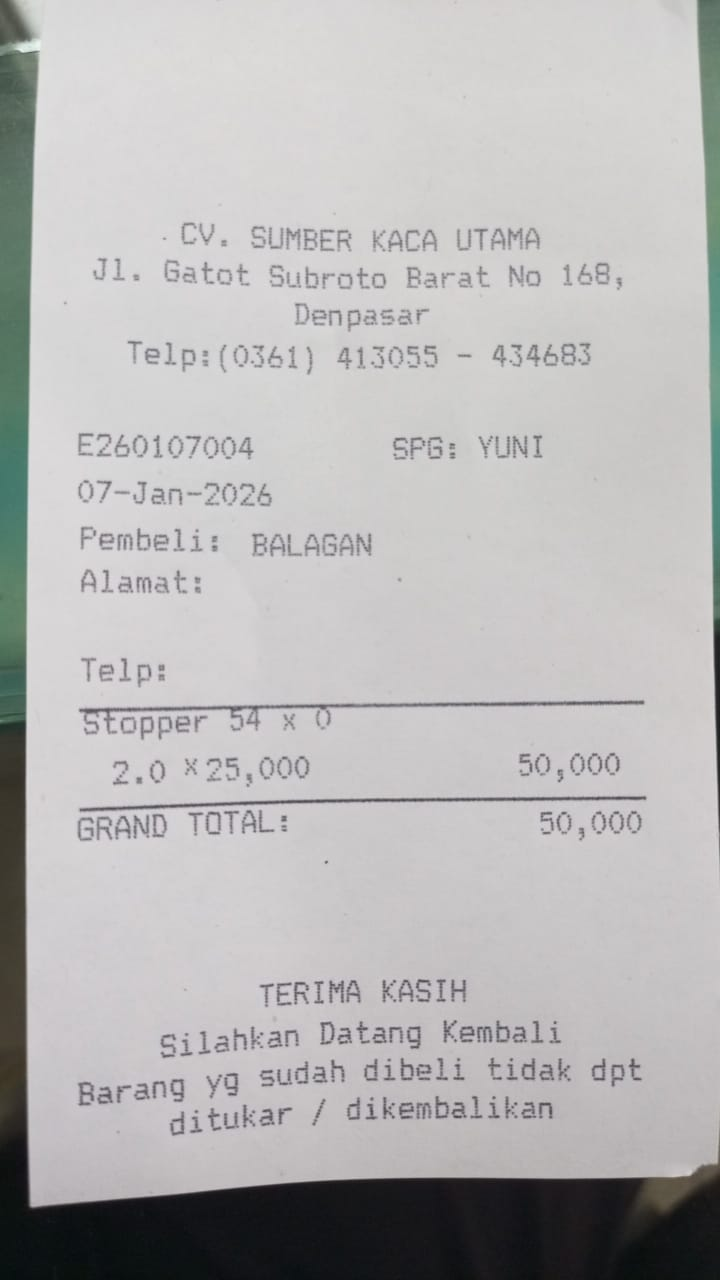 CV. SUMBER KACA UTAMA
Jl. Gatot Subroto Barat No 168,
Denpasar
Telp:(0361) 413055 - 434683
E260107004 SPG: YUNI
07-Jan-2026
Pembeli: BALAGAN
Alamat:
Telp:
Stopper 54 x 0
2.0 x 25,000 50,000
GRAND TOTAL: 50,000
TERIMA KASIH
Silahkan Datang Kembali
Barang yg sudah dibeli tidak dpt
ditukar / dikembalikan